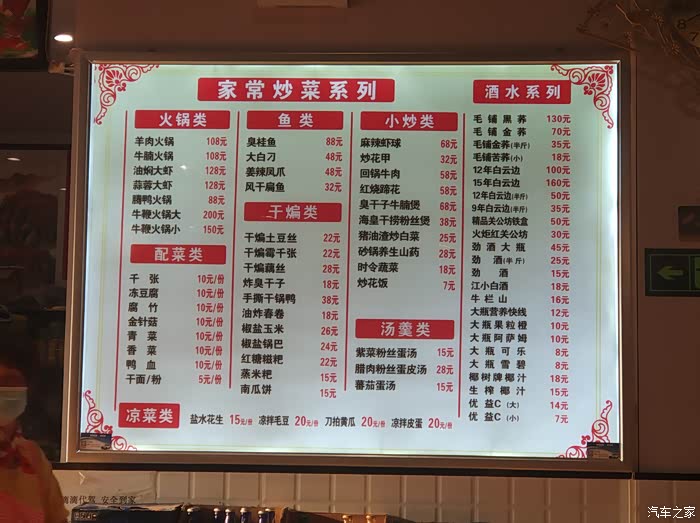 家常炒菜系列
火锅类
羊肉火锅 108元
牛腩火锅 108元
油焖大虾 128元
蒜蓉大虾 128元
腊鸭火锅 88元
牛鞭火锅大 200元
牛鞭火锅小 150元
配菜类
千张 10元/份
冻豆腐 10元/份
腐竹 10元/份
金针菇 10元/份
青菜 10元/份
香菜 10元/份
鸭血 10元/份
干面/粉 5元/份
鱼类
臭桂鱼 88元
大白刁 48元
姜辣凤爪 48元
风干扁鱼 32元
干煸类
干煸土豆丝 22元
干煸霉千张 22元
干煸藕丝 28元
炸臭干子 18元
手撕干锅鸭 38元
油炸春卷 18元
椒盐玉米 26元
椒盐锅巴 24元
红糖糍粑 22元
蒸米粑 15元
南瓜饼 15元
小炒类
麻辣虾球 68元
炒花甲 32元
回锅牛肉 58元
红烧蹄花 58元
臭干子牛腩煲 68元
海皇干捞粉丝煲 38元
猪油渣炒白菜 25元
砂锅养生山药 28元
时令蔬菜 18元
炒花饭 7元
汤羹类
紫菜粉丝蛋汤 15元
腊肉粉丝蛋皮汤 28元
蕃茄蛋汤 15元
凉菜类
盐水花生 15元/份 凉拌毛豆 20元/份 刀拍黄瓜 20元/份 凉拌皮蛋 20元/份
酒水系列
毛铺黑荞 130元
毛铺金荞 70元
毛铺金荞(半斤) 35元
毛铺苦荞(小) 18元
12年白云边 100元
15年白云边 160元
12年白云边(半斤) 50元
9年白云边(半斤) 35元
精品关公坊铁盒 50元
火炬红关公坊 30元
劲酒大瓶 45元
劲酒(半斤) 25元
劲酒 15元
江小白酒 18元
牛栏山 16元
大瓶营养快线 12元
大瓶果粒橙 10元
大瓶阿萨姆 10元
大瓶可乐 8元
大瓶雪碧 8元
椰树牌椰汁 18元
生榨椰汁 15元
优益C(大) 14元
优益C(小) 7元
滴滴代驾 安全到家
汽车之家